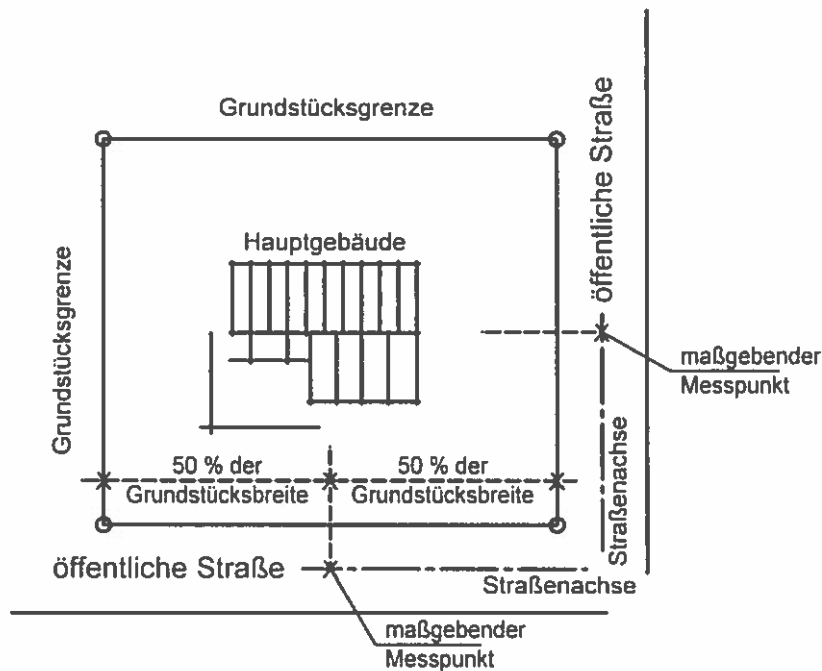 Grundstücksgrenze
öffentliche Straße
Hauptgebäude
Grundstücksgrenze
maßgebender
Messpunkt
50 % der
Grundstücksbreite
50 % der
Grundstücksbreite
Straßenachse
öffentliche Straße
Straßenachse
maßgebender
Messpunkt